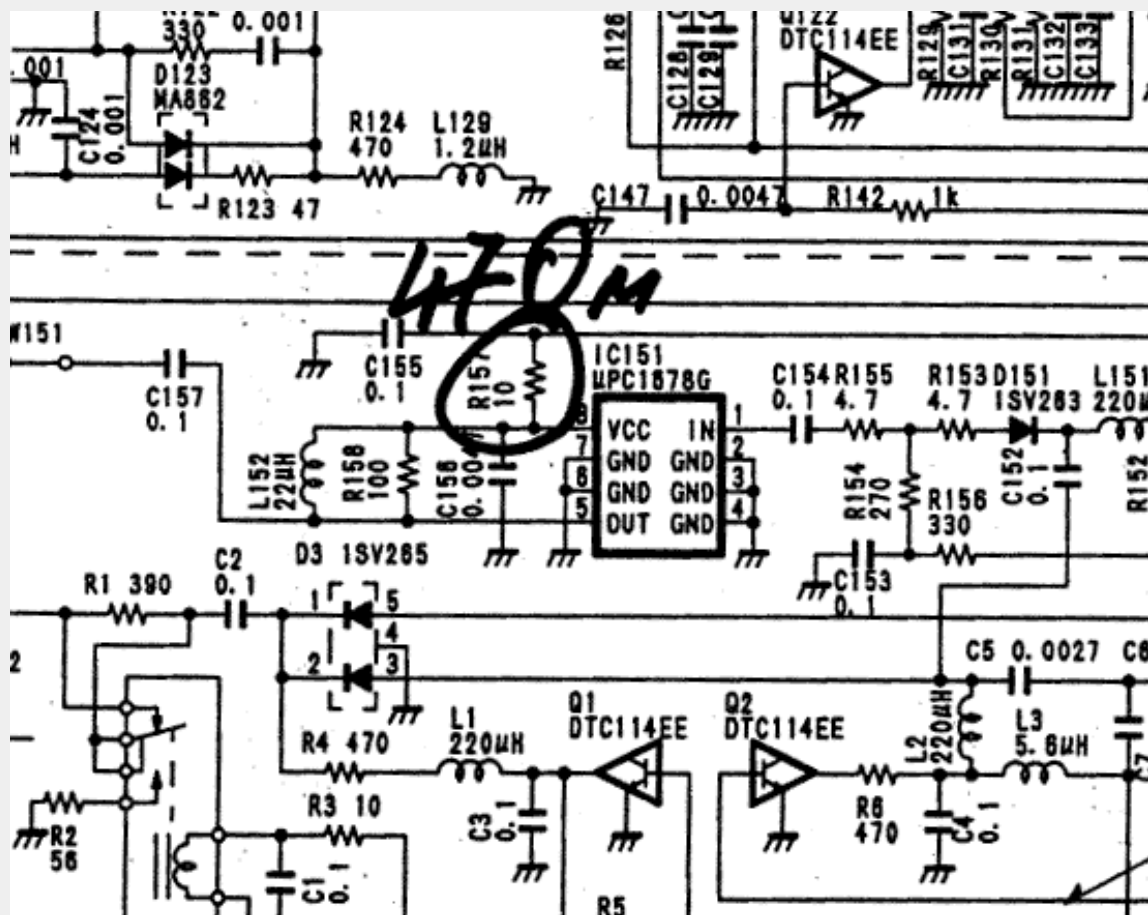 330
0.001
.001
D123
MA862
C124
0.001
R123 47
R124
470
L129
1.2μH
R126
C128
C129
Q122
DTC114EE
R129
C131
R130
R131
C132
C133
C147
0.0047
R142
1k
470
W151
C157
0.1
C155
0.1
R157
10
IC151
μPC1678G
8
7
6
5
VCC
GND
GND
OUT
IN
GND
GND
GND
1
2
3
4
L152
22μH
R158
100
C156
C154
0.1
R155
4.7
R153
4.7
D151
1SV263
L151
R154
270
C152
0.1
R152
R156
330
C153
0.1
D3 1SV265
R1 390
C2
0.1
1
2
5
4
3
2
R4 470
L1
220μH
Q1
DTC114EE
Q2
DTC114EE
C5 0.0027
L2
220μH
L3
5.6μH
C7
R3 10
R2
56
C1
0.1
C3
0.1
R6
470
C4
0.1
R5